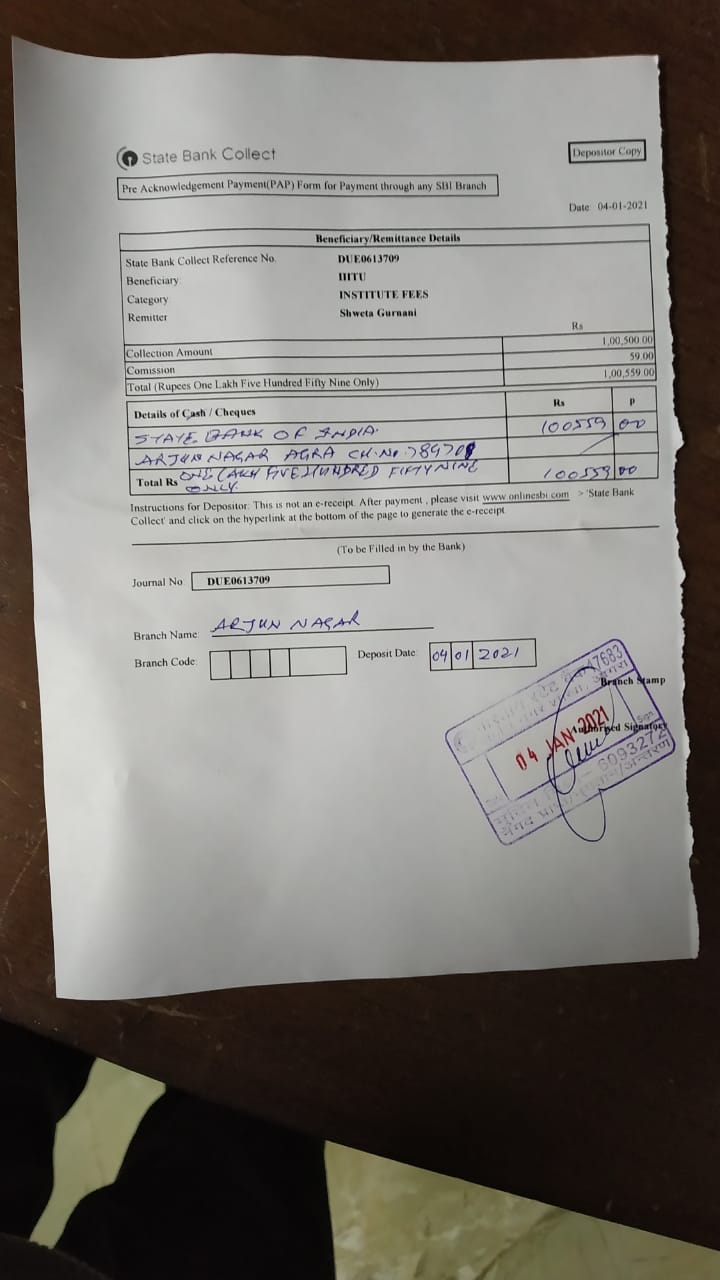 State Bank Collect
Depositor Copy
Pre Acknowledgement Payment(PAP) Form for Payment through any SBI Branch
Date: 04-01-2021
Beneficiary/Remittance Details
State Bank Collect Reference No. DUE0613709
Beneficiary: IIITU
Category: INSTITUTE FEES
Remitter Shweta Gurnani
Rs
Collection Amount 1,00,500.00
Comission 59.00
Total (Rupees One Lakh Five Hundred Fifty Nine Only) 1,00,559.00
Details of Cash / Cheques Rs P
STATE BANK OF INDIA. 100559 00
ARJUN NAGAR AGRA CH.No.
Total Rs ONE LAKH FIVE HUNDRED FIFTY NINE 100559 00
ONLY.
Instructions for Depositor: This is not an e-receipt. After payment , please visit www.onlinesbi.com > 'State Bank
Collect' and click on the hyperlink at the bottom of the page to generate the e-receipt
(To be Filled in by the Bank)
Journal No DUE0613709
Branch Name: ARJUN NAGAR
Branch Code: Deposit Date: 04 01 2021
Branch Stamp
04 JAN 2021
Authorised Signatory